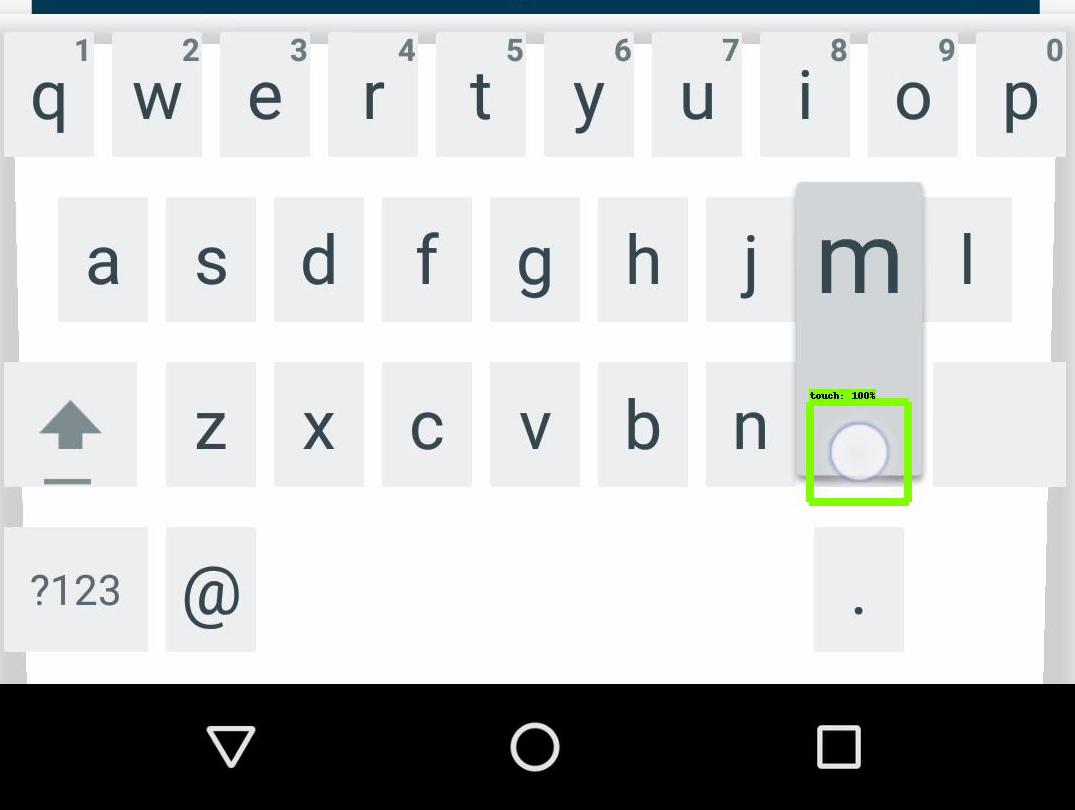 1 2 3 4 5 6 7 8 9 0
q w e r t y u i o p
a s d f g h j m l
touch: 100%
z x c v b n
?123 @ .